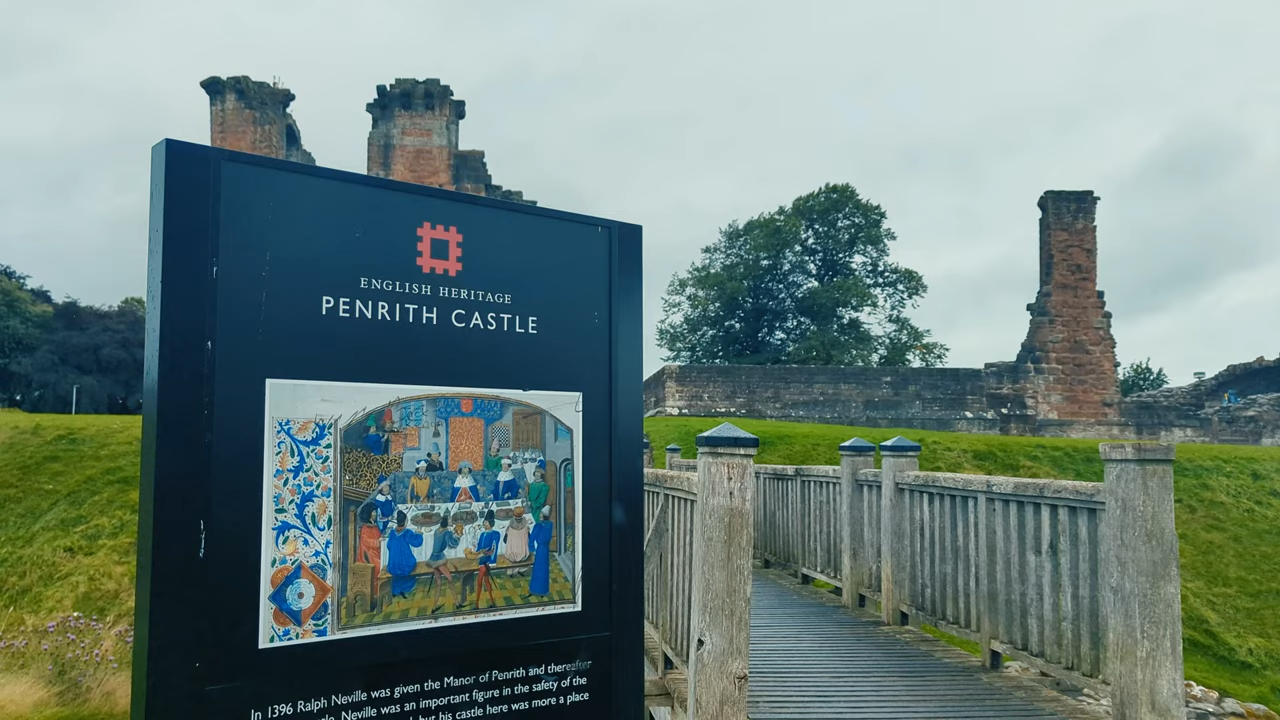 ENGLISH HERITAGE
PENRITH CASTLE
In 1396 Ralph Neville was given the Manor of Penrith and thereafter
Neville was an important figure in the safety of the
but his castle here was more a place